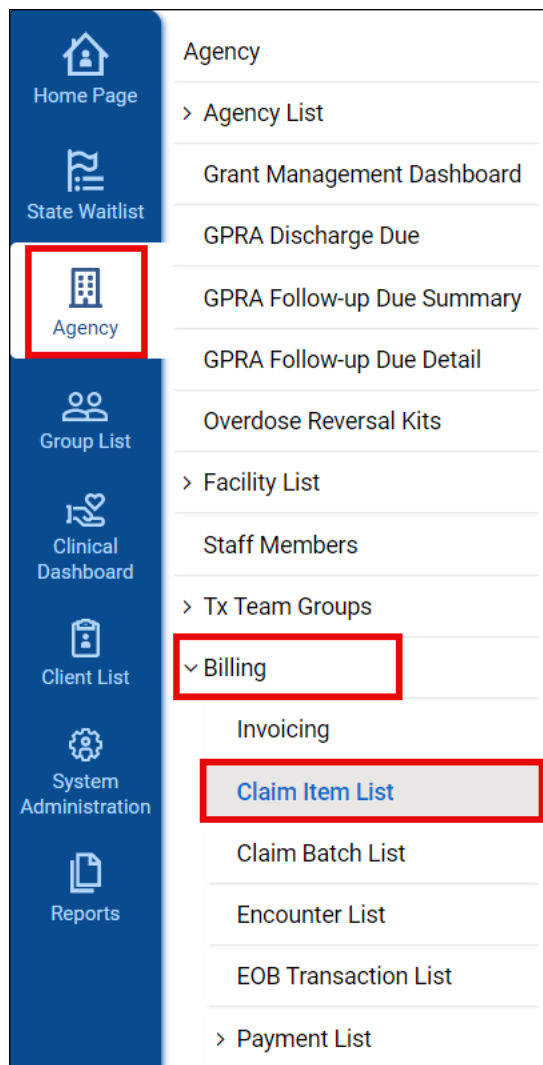 Home Page
State Waitlist
Agency
Group List
Clinical
Dashboard
Client List
System
Administration
Reports
Agency
> Agency List
Grant Management Dashboard
GPRA Discharge Due
GPRA Follow-up Due Summary
GPRA Follow-up Due Detail
Overdose Reversal Kits
> Facility List
Staff Members
> Tx Team Groups
Billing
Invoicing
Claim Item List
Claim Batch List
Encounter List
EOB Transaction List
> Payment List